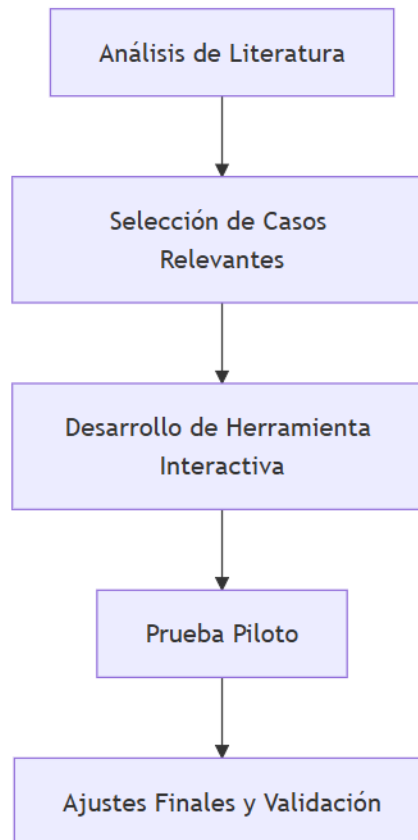 Análisis de Literatura
Selección de Casos
Relevantes
Desarrollo de Herramienta
Interactiva
Prueba Piloto
Ajustes Finales y Validación